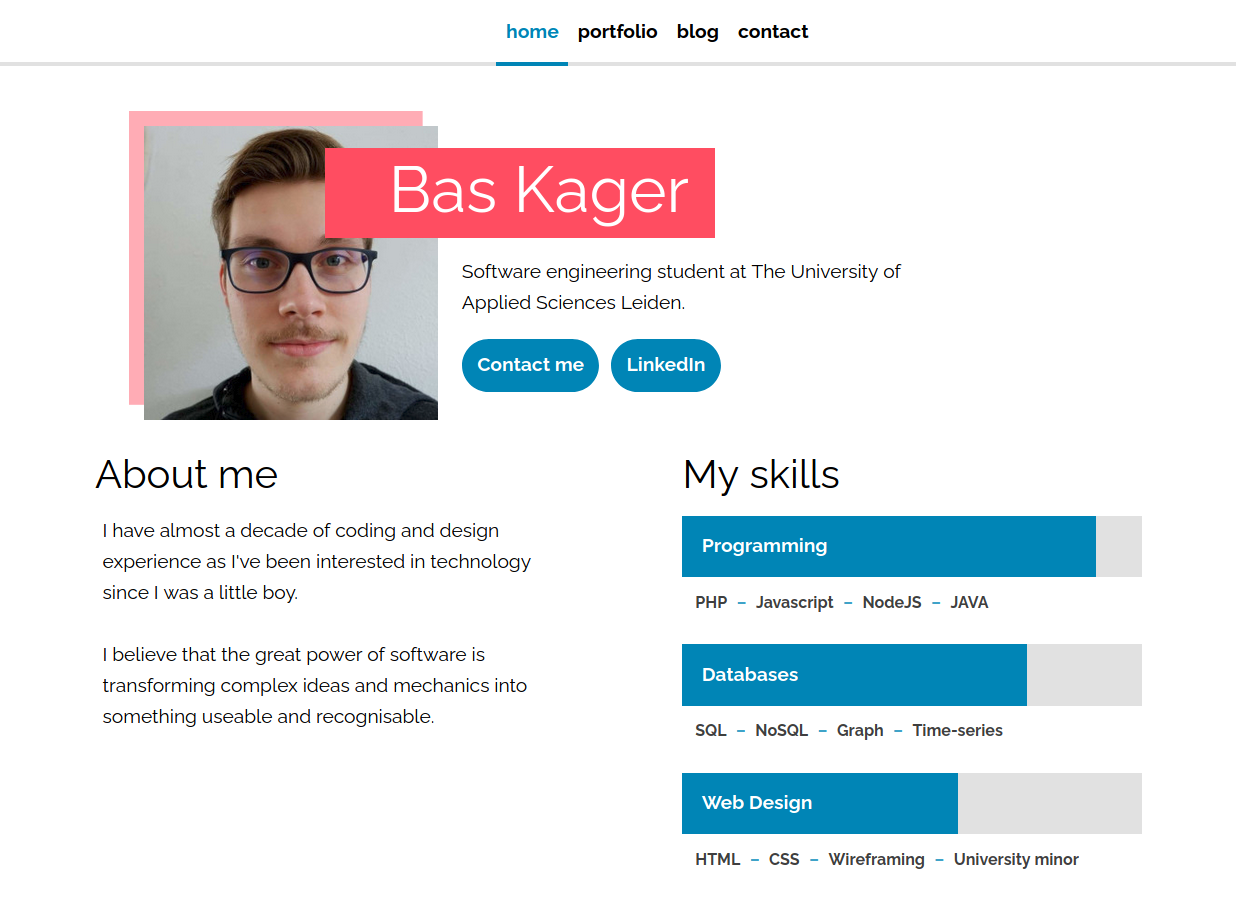 home portfolio blog contact
Bas Kager
Software engineering student at The University of
Applied Sciences Leiden.
Contact me LinkedIn
About me
I have almost a decade of coding and design
experience as I've been interested in technology
since I was a little boy.
I believe that the great power of software is
transforming complex ideas and mechanics into
something useable and recognisable.
My skills
Programming
PHP – Javascript – NodeJS – JAVA
Databases
SQL – NoSQL – Graph – Time-series
Web Design
HTML – CSS – Wireframing – University minor